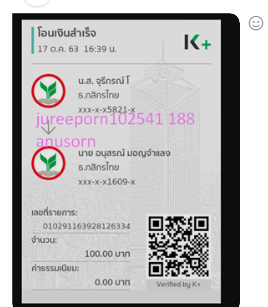 โอนเงินสำเร็จ
17 ต.ค. 63 16:39 น.
K+
น.ส. จุรีภรณ์ โ
ธ.กสิกรไทย
xxx-x-x5821-x
jureeporn102541 188
anusorn
นาย อนุสรณ์ มอญจำแลง
ธ.กสิกรไทย
xxx-x-x1609-x
เลขที่รายการ:
010291163928126334
จำนวน:
100.00 บาท
ค่าธรรมเนียม:
0.00 บาท
Verified by K+